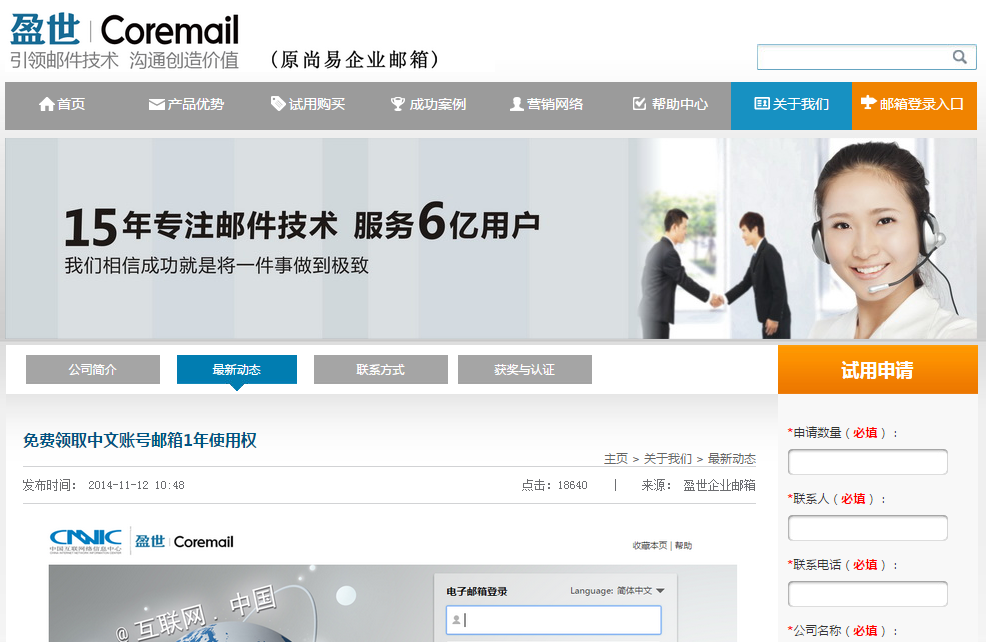 盈世 Coremail
引领邮件技术 沟通创造价值
（原尚易企业邮箱）
首页 产品优势 试用购买 成功案例 营销网络 帮助中心 关于我们 邮箱登录入口
15年专注邮件技术 服务6亿用户
我们相信成功就是将一件事做到极致
公司简介 最新动态 联系方式 获奖与认证
试用申请
免费领取中文账号邮箱1年使用权
主页 > 关于我们 > 最新动态
发布时间： 2014-11-12 10:48 点击：18640 | 来源： 盈世企业邮箱
CNNIC 盈世 Coremail
中国互联网络信息中心
收藏本页 | 帮助
电子邮箱登录 Language: 简体中文
@互联网.中国
*申请数量（必填）：
*联系人（必填）：
*联系电话（必填）：
*公司名称（必填）：